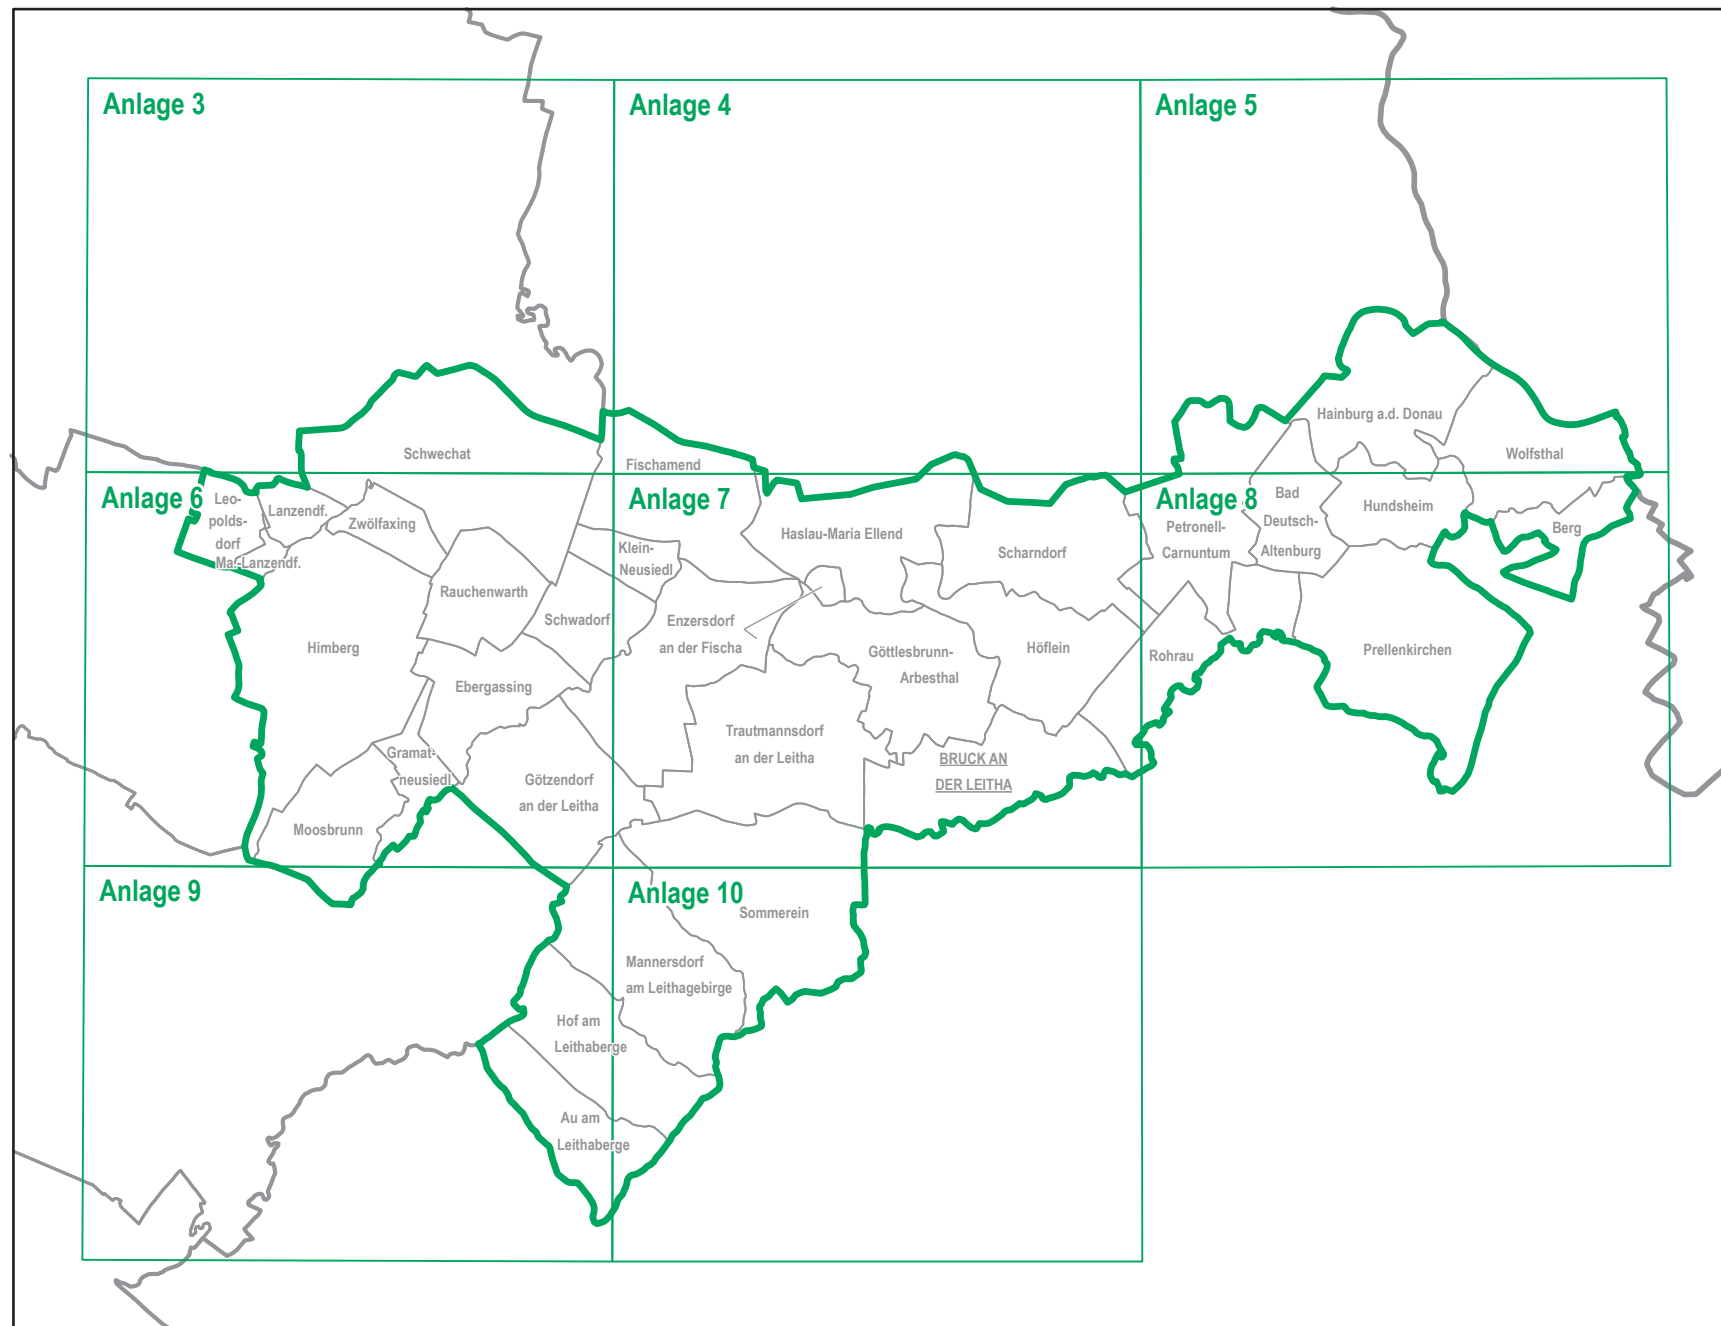 Anlage 3
Anlage 4
Anlage 5
Schwechat
Fischamend
Hainburg a.d. Donau
Wolfsthal
Anlage 6
Leo-
polds-
dorf
Lanzendf.
Zwölfaxing
Ma.-Lanzendf.
Rauchenwarth
Himberg
Ebergassing
Schwadorf
Klein-
Neusiedl
Gramat-
neusiedl
Moosbrunn
Götzendorf
an der Leitha
Anlage 7
Haslau-Maria Ellend
Scharndorf
Enzersdorf
an der Fischa
Göttlesbrunn-
Arbesthal
Höflein
Trautmannsdorf
an der Leitha
BRUCK AN
DER LEITHA
Anlage 8
Petronell-
Carnuntum
Bad
Deutsch-
Altenburg
Hundsheim
Berg
Rohrau
Prellenkirchen
Anlage 9
Anlage 10
Sommerein
Mannersdorf
am Leithagebirge
Hof am
Leithaberge
Au am
Leithaberge